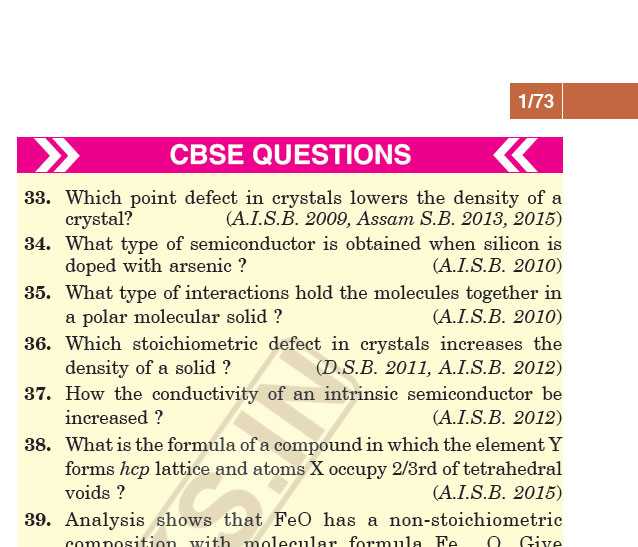 1/73
CBSE QUESTIONS
33. Which point defect in crystals lowers the density of a
crystal? (A.I.S.B. 2009, Assam S.B. 2013, 2015)
34. What type of semiconductor is obtained when silicon is
doped with arsenic ? (A.I.S.B. 2010)
35. What type of interactions hold the molecules together in
a polar molecular solid ? (A.I.S.B. 2010)
36. Which stoichiometric defect in crystals increases the
density of a solid ? (D.S.B. 2011, A.I.S.B. 2012)
37. How the conductivity of an intrinsic semiconductor be
increased ? (A.I.S.B. 2012)
38. What is the formula of a compound in which the element Y
forms hcp lattice and atoms X occupy 2/3rd of tetrahedral
voids ? (A.I.S.B. 2015)
39. Analysis shows that FeO has a non-stoichiometric
composition with molecular formula Fe O. Give
S.IN